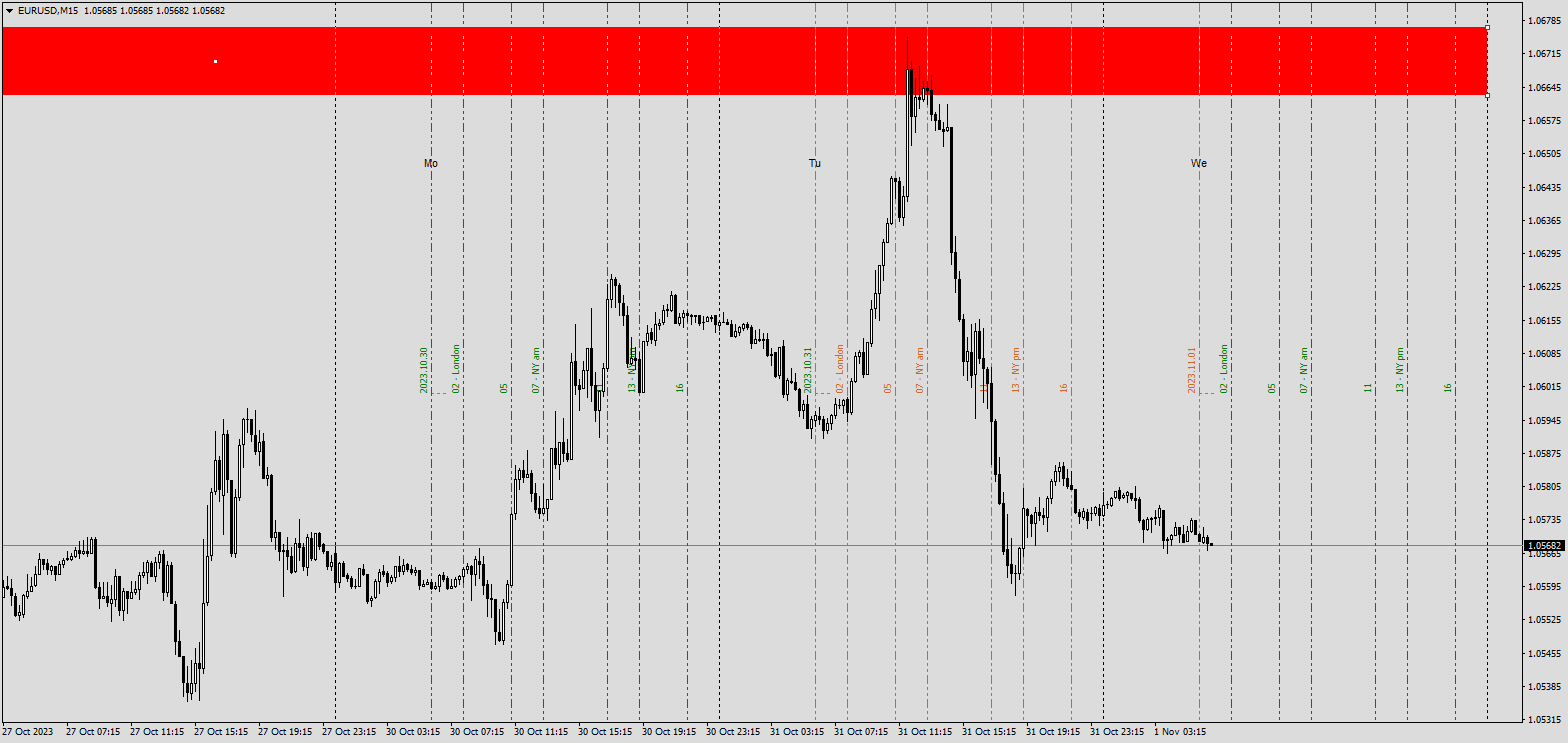 EURUSD,M15 1.05685 1.05685 1.05682 1.05682
1.06785
1.06715
1.06645
1.06575
1.06505
1.06435
1.06365
1.06295
1.06225
1.06155
1.06085
1.06015
1.05945
1.05875
1.05805
1.05735
1.05682
1.05665
1.05595
1.05525
1.05455
1.05385
1.05315
Mo
Tu
We
2023.10.30
02 - London
05
07 - NY am
13 - NY pm
16
2023.10.31
02 - London
05
07 - NY am
11
13 - NY pm
16
2023.11.01
02 - London
05
07 - NY am
11
13 - NY pm
16
27 Oct 2023
27 Oct 07:15
27 Oct 11:15
27 Oct 15:15
27 Oct 19:15
27 Oct 23:15
30 Oct 03:15
30 Oct 07:15
30 Oct 11:15
30 Oct 15:15
30 Oct 19:15
30 Oct 23:15
31 Oct 03:15
31 Oct 07:15
31 Oct 11:15
31 Oct 15:15
31 Oct 19:15
31 Oct 23:15
1 Nov 03:15